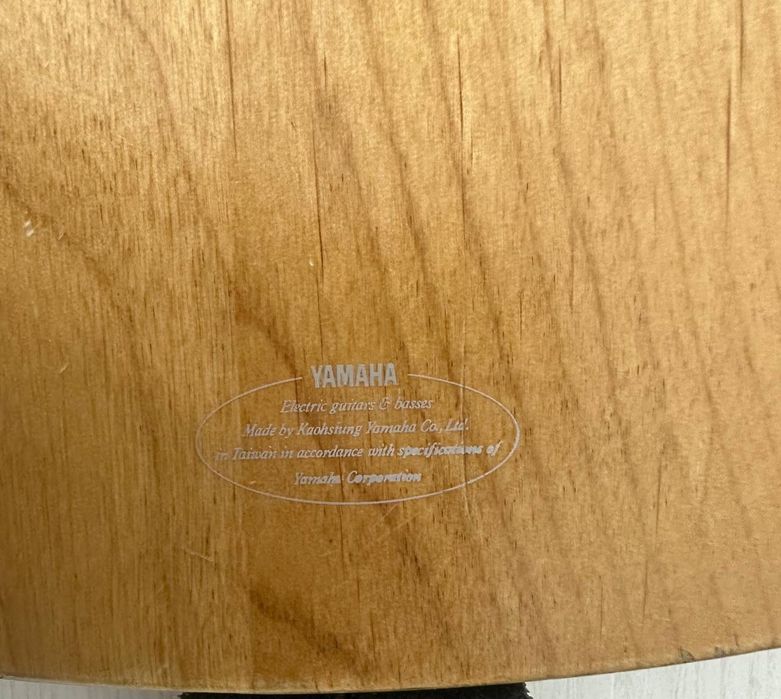 YAMAHA
Electric guitars & basses
Made by Kaohsiung Yamaha Co., Ltd.
in Taiwan in accordance with specifications of
Yamaha Corporation